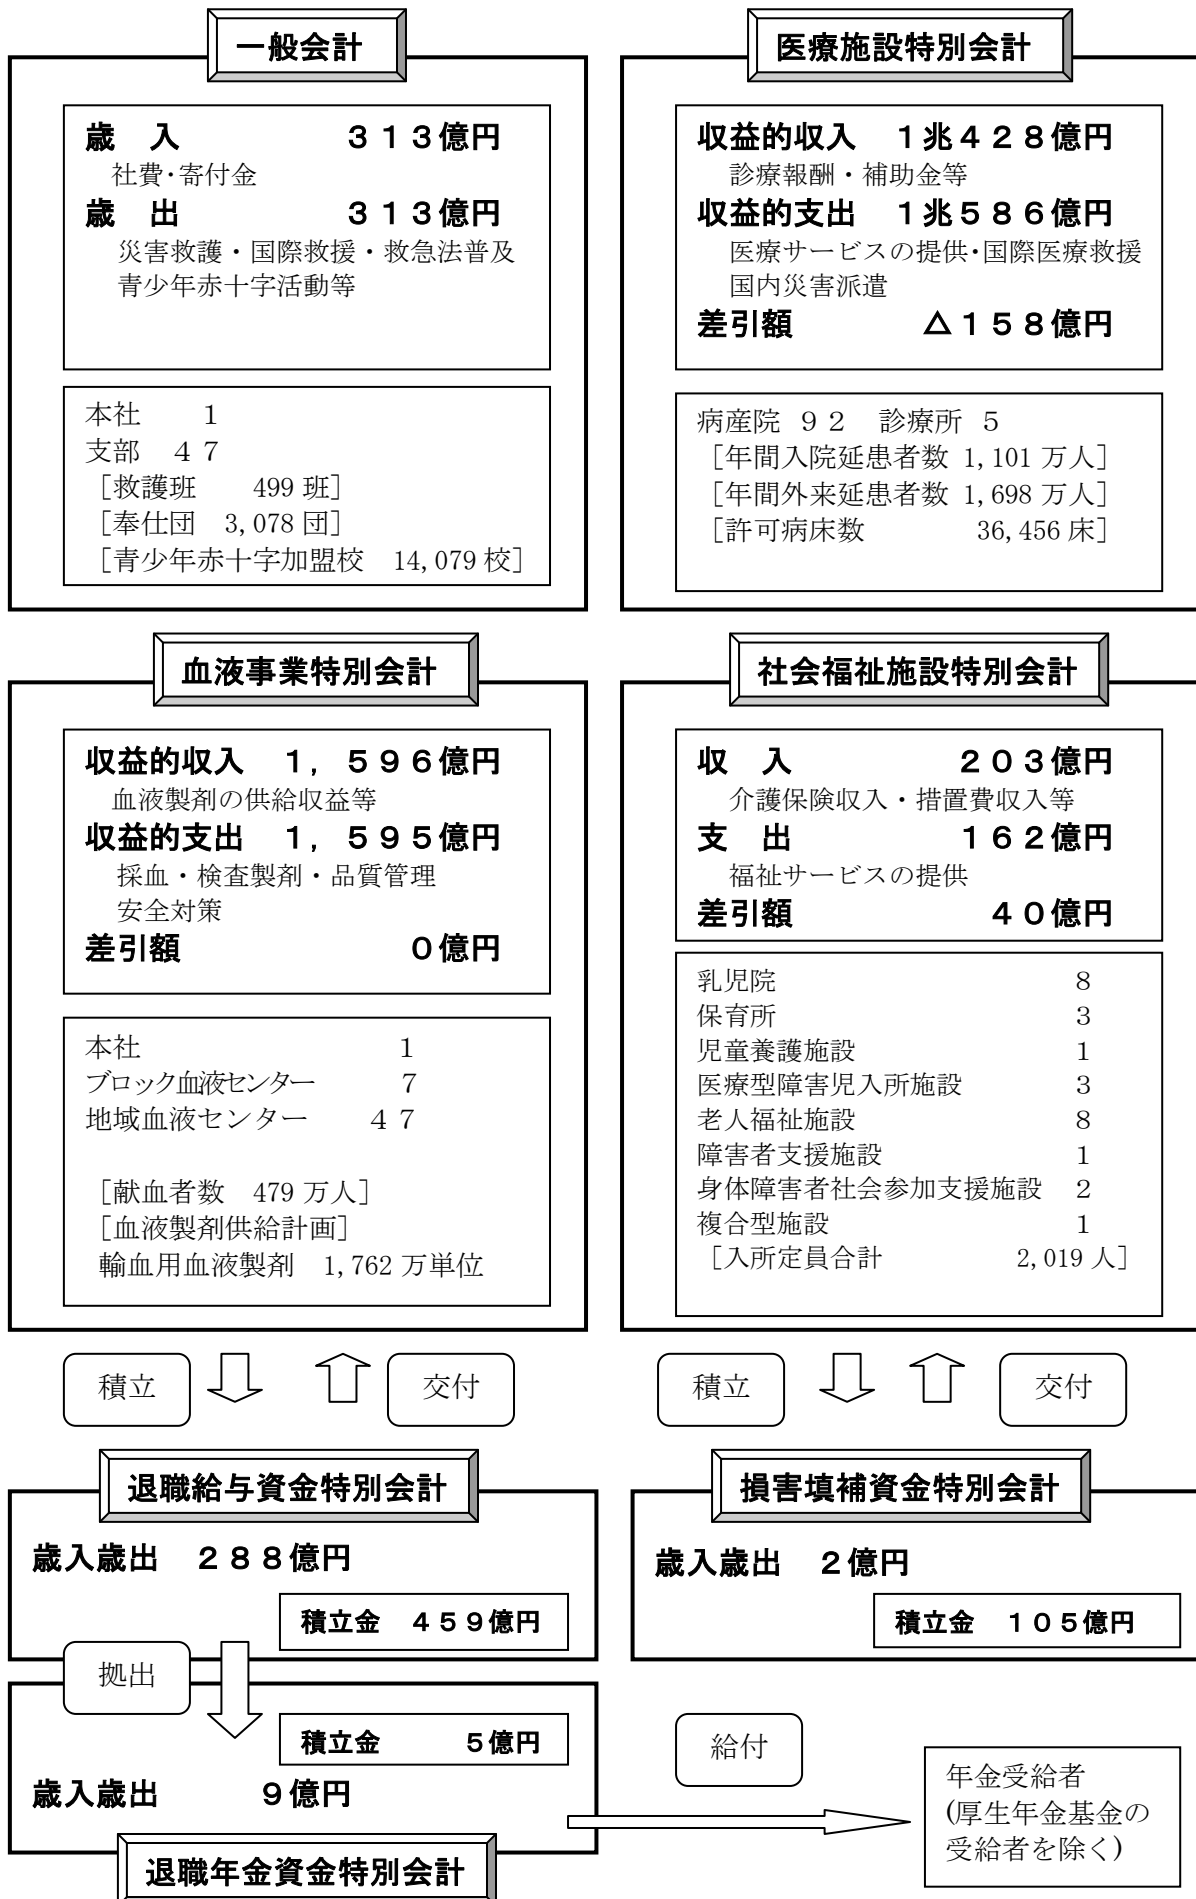 一般会計
歳　入　　　　　３１３億円
社費・寄付金
歳　出　　　　　３１３億円
災害救護・国際救援・救急法普及
青少年赤十字活動等
本社　　1
支部　４７
［救護班　　499 班］
［奉仕団　3,078 団］
［青少年赤十字加盟校　14,079 校］
医療施設特別会計
収益的収入　１兆４２８億円
診療報酬・補助金等
収益的支出　１兆５８６億円
医療サービスの提供・国際医療救援
国内災害派遣
差引額　　　　△１５８億円
病産院　９２　診療所　５
［年間入院延患者数 1,101 万人］
［年間外来延患者数 1,698 万人］
［許可病床数　　　　36,456 床］
血液事業特別会計
収益的収入　１，５９６億円
血液製剤の供給収益等
収益的支出　１，５９５億円
採血・検査製剤・品質管理
安全対策
差引額　　　　　　　０億円
本社　　　　　　　　　1
ブロック血液センター　　　7
地域血液センター　　４７
［献血者数　479 万人］
［血液製剤供給計画］
輸血用血液製剤　1,762 万単位
社会福祉施設特別会計
収　入　　　　　２０３億円
介護保険収入・措置費収入等
支　出　　　　　１６２億円
福祉サービスの提供
差引額　　　　　　４０億円
乳児院　　　　　　　　　　　8
保育所　　　　　　　　　　　3
児童養護施設　　　　　　　　1
医療型障害児入所施設　　　　3
老人福祉施設　　　　　　　　8
障害者支援施設　　　　　　　1
身体障害者社会参加支援施設　2
複合型施設　　　　　　　　　1
［入所定員合計　　　　　2,019 人］
積立
交付
積立
交付
退職給与資金特別会計
歳入歳出　２８８億円
積立金　４５９億円
損害填補資金特別会計
歳入歳出　２億円
積立金　１０５億円
拠出
積立金　　　５億円
歳入歳出　　　９億円
退職年金資金特別会計
給付
年金受給者
(厚生年金基金の
受給者を除く)